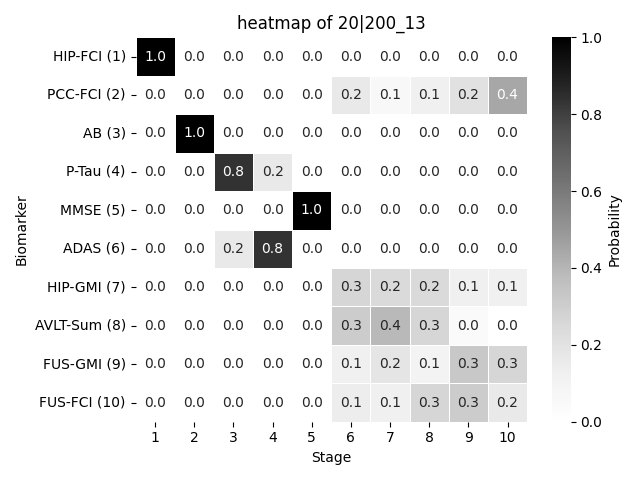 heatmap of 20|200_13
HIP-FCI (1) 1.0 0.0 0.0 0.0 0.0 0.0 0.0 0.0 0.0 0.0
PCC-FCI (2) 0.0 0.0 0.0 0.0 0.0 0.2 0.1 0.1 0.2 0.4
AB (3) 0.0 1.0 0.0 0.0 0.0 0.0 0.0 0.0 0.0 0.0
P-Tau (4) 0.0 0.0 0.8 0.2 0.0 0.0 0.0 0.0 0.0 0.0
MMSE (5) 0.0 0.0 0.0 0.0 1.0 0.0 0.0 0.0 0.0 0.0
ADAS (6) 0.0 0.0 0.2 0.8 0.0 0.0 0.0 0.0 0.0 0.0
HIP-GMI (7) 0.0 0.0 0.0 0.0 0.0 0.3 0.2 0.2 0.1 0.1
AVLT-Sum (8) 0.0 0.0 0.0 0.0 0.0 0.3 0.4 0.3 0.0 0.0
FUS-GMI (9) 0.0 0.0 0.0 0.0 0.0 0.1 0.2 0.1 0.3 0.3
FUS-FCI (10) 0.0 0.0 0.0 0.0 0.0 0.1 0.1 0.3 0.3 0.2
1 2 3 4 5 6 7 8 9 10
Stage
Biomarker
1.0
0.8
0.6
0.4
0.2
0.0
Probability